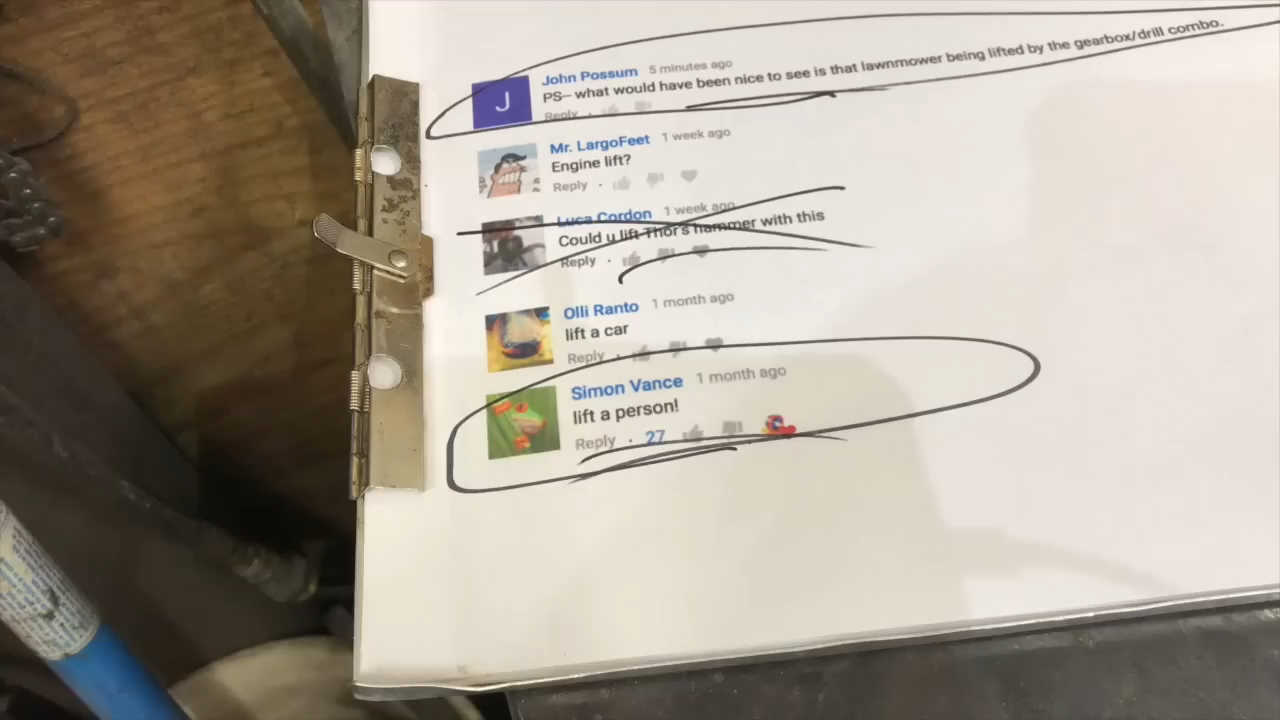 J
John Possum 5 minutes ago
PS-- what would have been nice to see is that lawnmower being lifted by the gearbox/drill combo.
Reply
Mr. LargoFeet 1 week ago
Engine lift?
Reply
Luca Cordon 1 week ago
Could u lift Thor's hammer with this
Reply
Olli Ranto 1 month ago
lift a car
Reply
Simon Vance 1 month ago
lift a person!
Reply 27